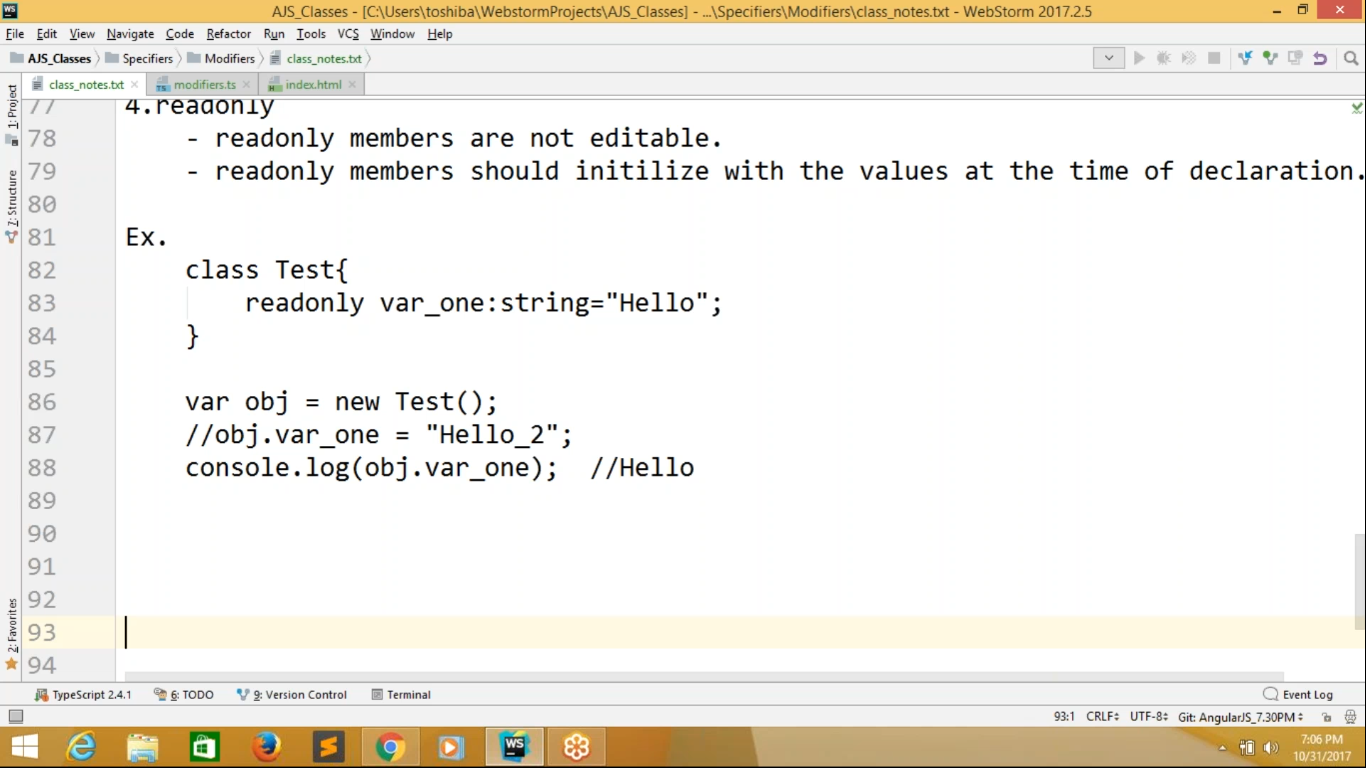 WS
AJS_Classes - [C:\Users\toshiba\WebstormProjects\AJS_Classes] - ...\Specifiers\Modifiers\class_notes.txt - WebStorm 2017.2.5
File Edit View Navigate Code Refactor Run Tools VCS Window Help
AJS_Classes Specifiers Modifiers class_notes.txt
class_notes.txt modifiers.ts index.html
1: Project
7: Structure
2: Favorites
77 4.readonly
78 - readonly members are not editable.
79 - readonly members should initilize with the values at the time of declaration.
80
81 Ex.
82 class Test{
83 readonly var_one:string="Hello";
84 }
85
86 var obj = new Test();
87 //obj.var_one = "Hello_2";
88 console.log(obj.var_one); //Hello
89
90
91
92
93
94
TypeScript 2.4.1 6: TODO 9: Version Control Terminal Event Log
93:1 CRLF UTF-8 Git: AngularJS_7.30PM
WS 7:06 PM
10/31/2017